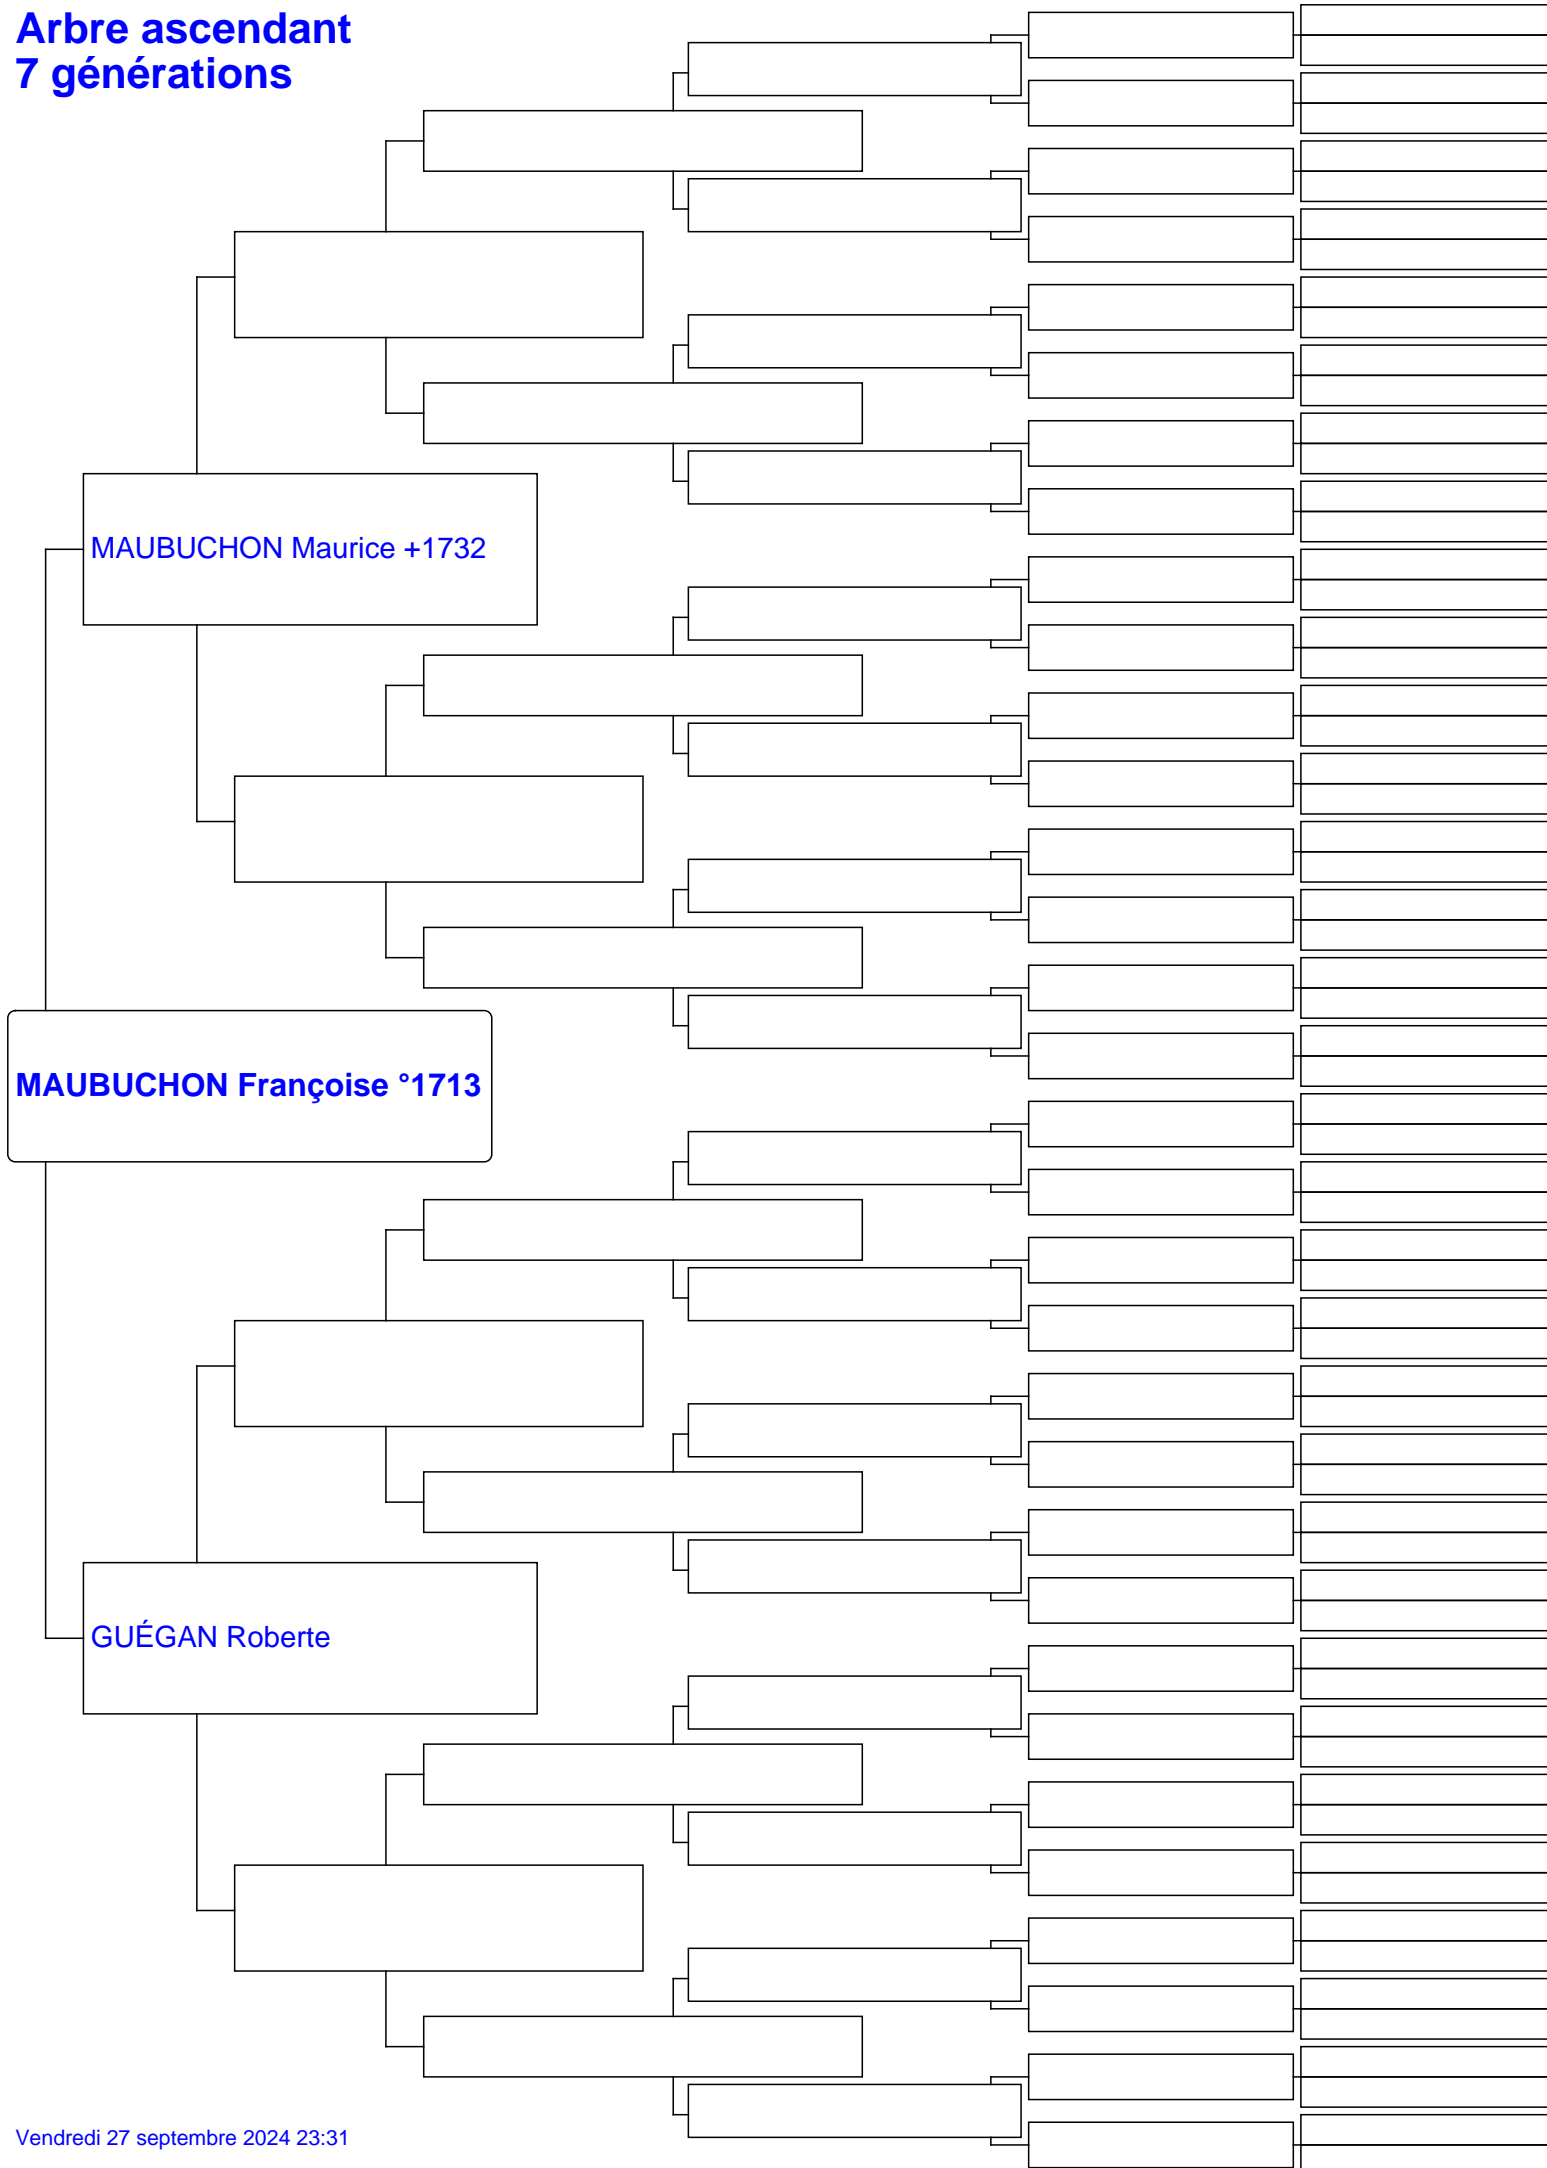 Arbre ascendant
7 générations
MAUBUCHON Maurice +1732
MAUBUCHON Françoise °1713
GUÉGAN Roberte
Vendredi 27 septembre 2024 23:31